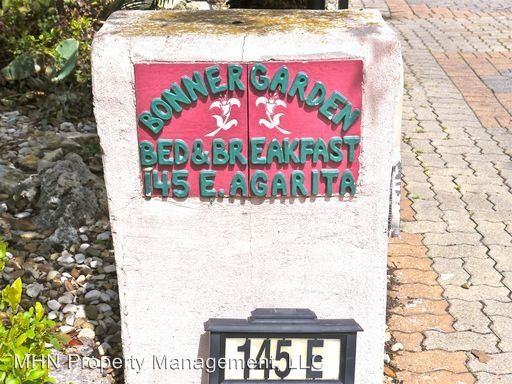 BONNER GARDEN
BED & BREAKFAST
145 E. AGARITA
145 E
MHN Property Management, LLC